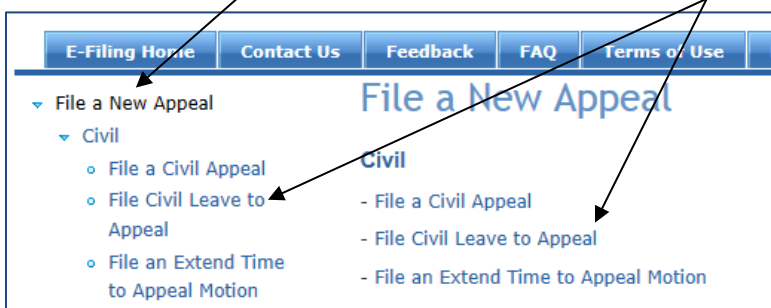 E-Filing Home Contact Us Feedback FAQ Terms of Use
File a New Appeal
Civil
File a Civil Appeal
File Civil Leave to
Appeal
File an Extend Time
to Appeal Motion
File a New Appeal
Civil
- File a Civil Appeal
- File Civil Leave to Appeal
- File an Extend Time to Appeal Motion